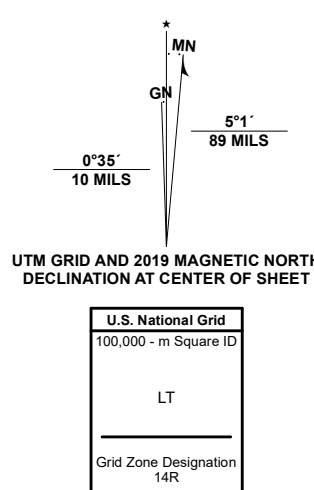 ★
MN
GN
5°1´
89 MILS
0°35´
10 MILS
UTM GRID AND 2019 MAGNETIC NORTH
DECLINATION AT CENTER OF SHEET
U.S. National Grid
100,000 - m Square ID
LT
Grid Zone Designation
14R